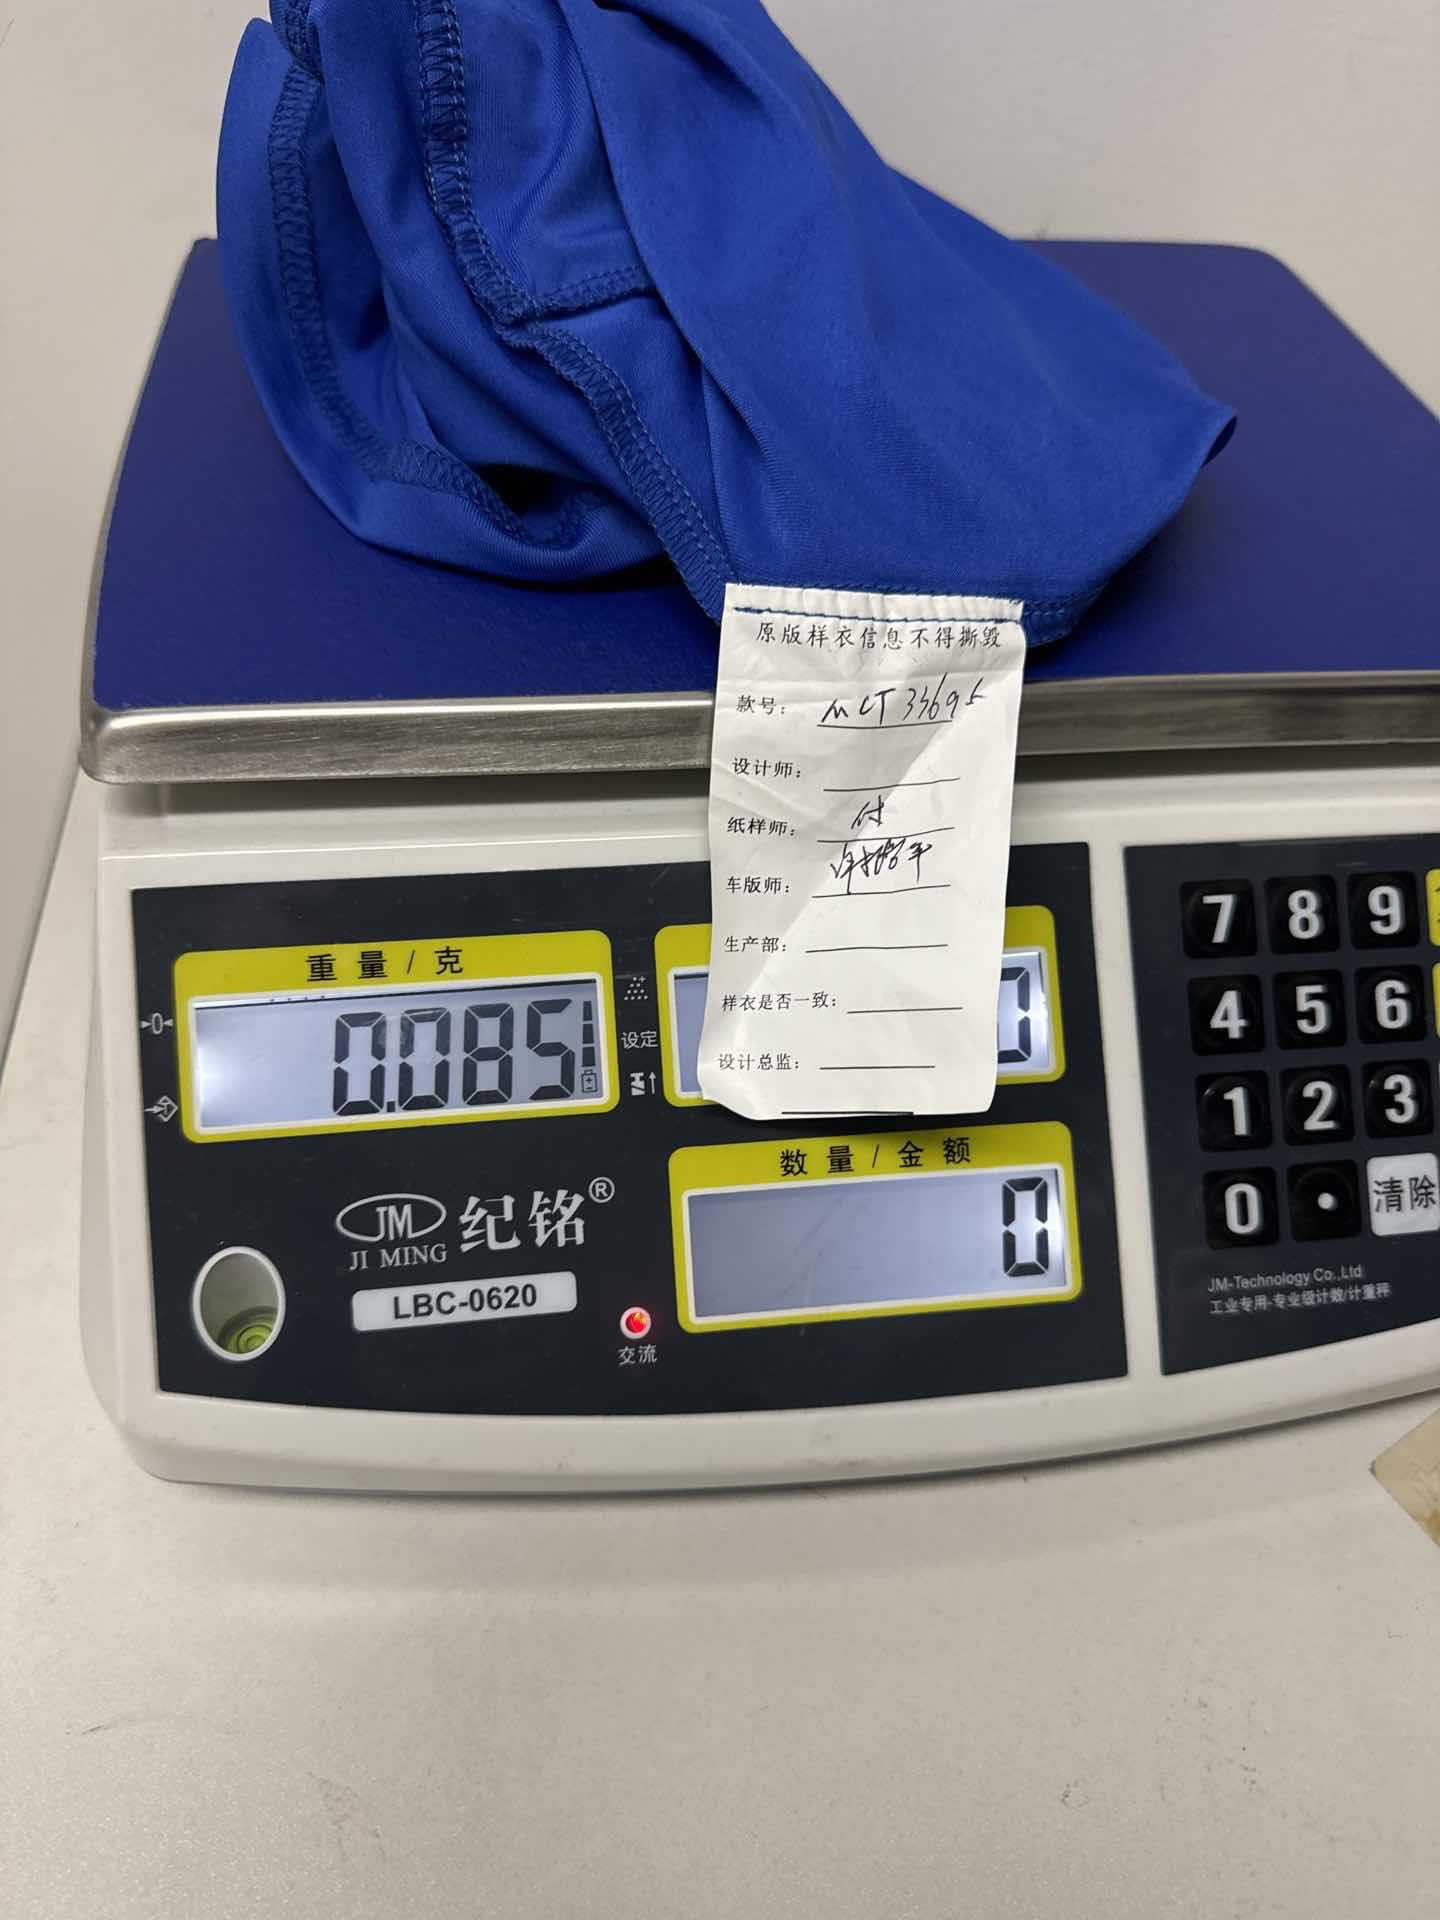 原版样衣信息不得撕毁
款号: MCT33695
设计师:
纸样师: 付
车版师:
生产部:
样衣是否一致:
设计总监:
重量/克
0.085
设定
数量/金额
0
JM
JI MING 纪铭®
LBC-0620
交流
7 8 9
4 5 6
1 2 3
0 . 清除
JM-Technology Co.,Ltd
工业专用-专业级计数/计重秤